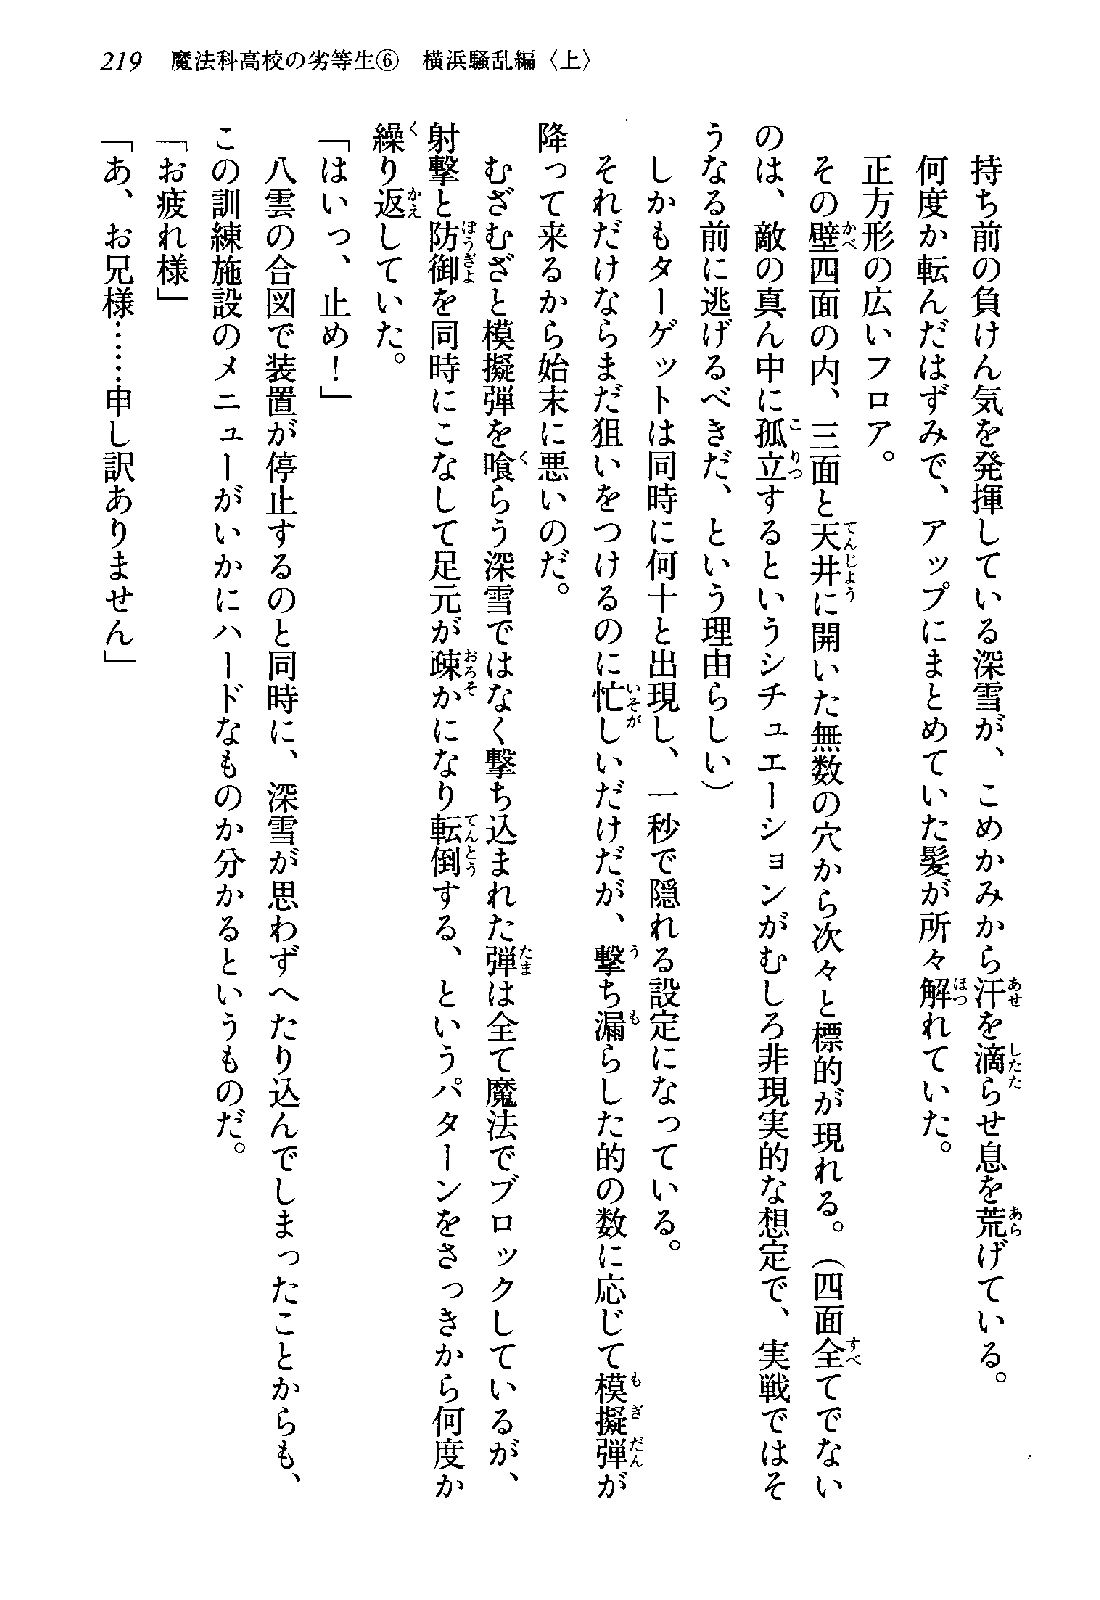 219　魔法科高校の劣等生⑥　横浜騒乱編〈上〉
　持ち前の負けん気を発揮している深雪が、こめかみから汗を滴らせ息を荒げている。
　何度か転んだはずみで、アップにまとめていた髪が所々解れていた。
　正方形の広いフロア。
　その壁四面の内、三面と天井に開いた無数の穴から次々と標的が現れる。（四面全てでない
のは、敵の真ん中に孤立するというシチュエーションがむしろ非現実的な想定で、実戦ではそ
うなる前に逃げるべきだ、という理由らしい）
　しかもターゲットは同時に何十と出現し、一秒で隠れる設定になっている。
　それだけならまだ狙いをつけるのに忙しいだけだが、撃ち漏らした的の数に応じて模擬弾が
降って来るから始末に悪いのだ。
　むざむざと模擬弾を喰らう深雪ではなく撃ち込まれた弾は全て魔法でブロックしているが、
射撃と防御を同時にこなして足元が疎かになり転倒する、というパターンをさっきから何度か
繰り返していた。
「はいっ、止め！」
　八雲の合図で装置が停止するのと同時に、深雪が思わずへたり込んでしまったことからも、
この訓練施設のメニューがいかにハードなものか分かるというものだ。
「お疲れ様」
「あ、お兄様……申し訳ありません」